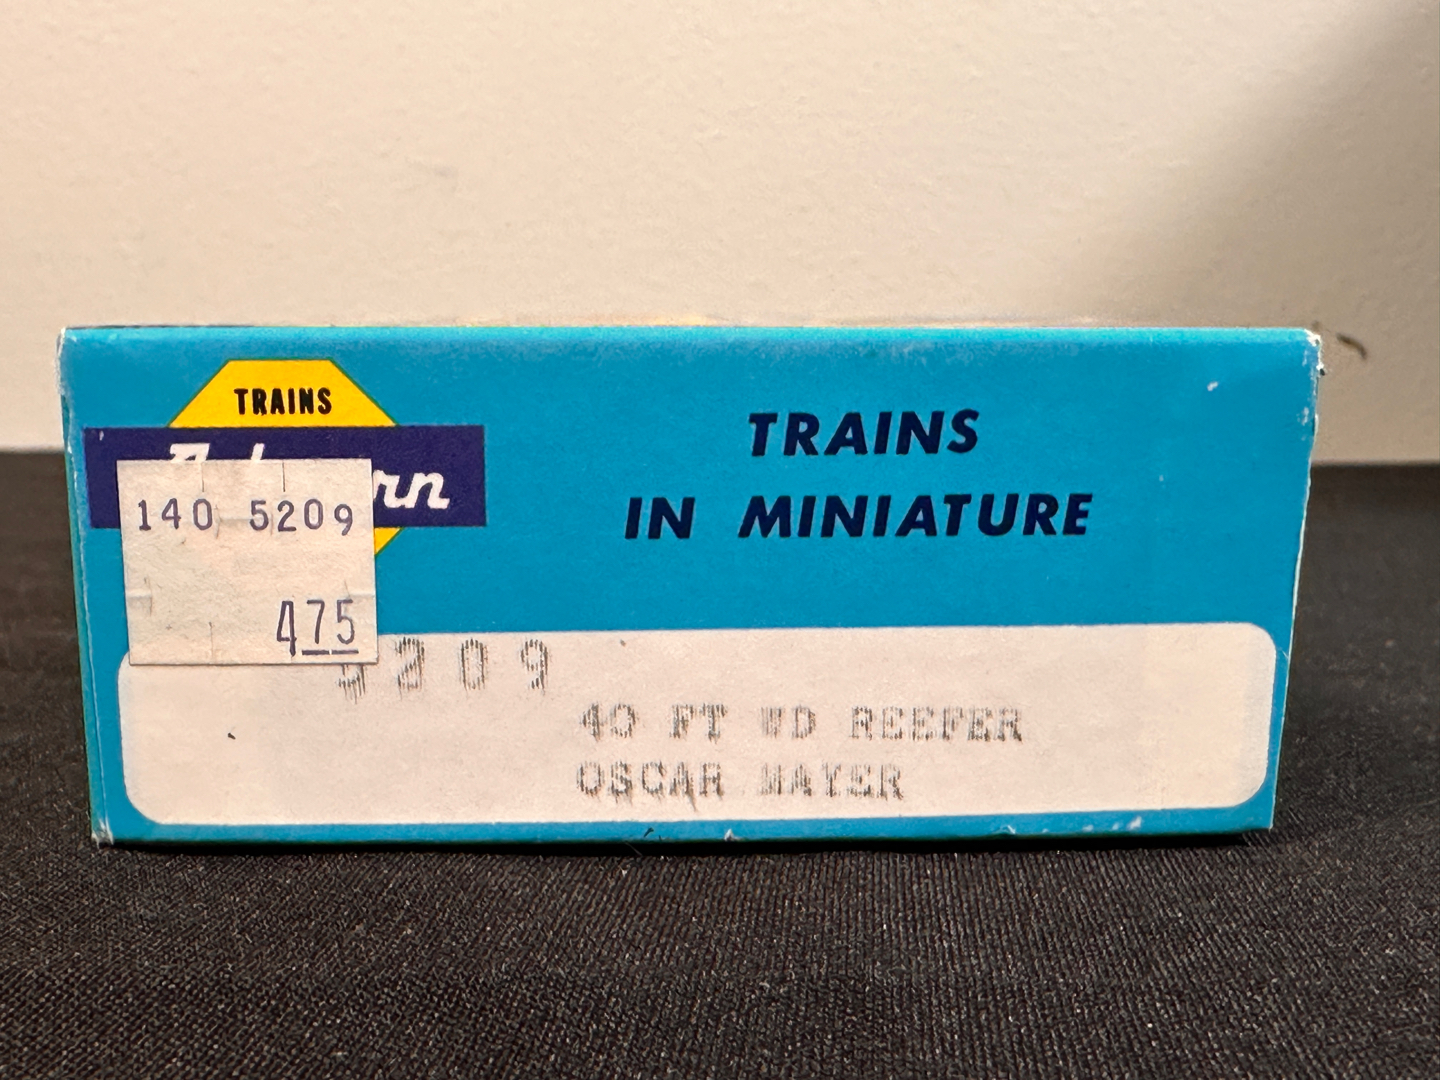 TRAINS
TRAINS
IN MINIATURE
140 5209
475
5209
40 FT WD REEFER
OSCAR MAYER